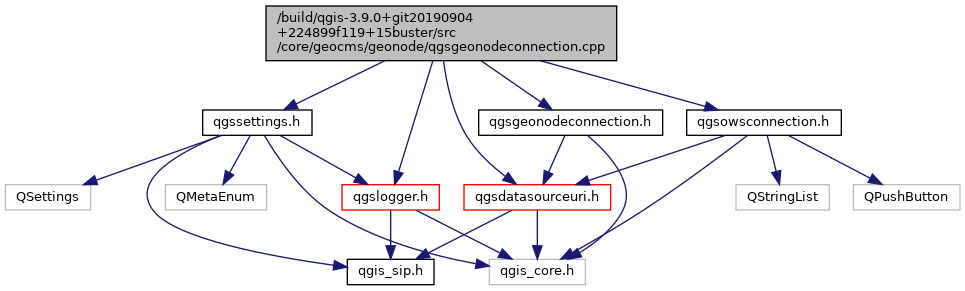 /build/qgis-3.9.0+git20190904
+224899f119+15buster/src
/core/geocms/geonode/qgsgeonodeconnection.cpp
qgssettings.h
qgsgeonodeconnection.h
qgsowsconnection.h
QSettings
QMetaEnum
qgslogger.h
qgsdatasourceuri.h
QStringList
QPushButton
qgis_sip.h
qgis_core.h